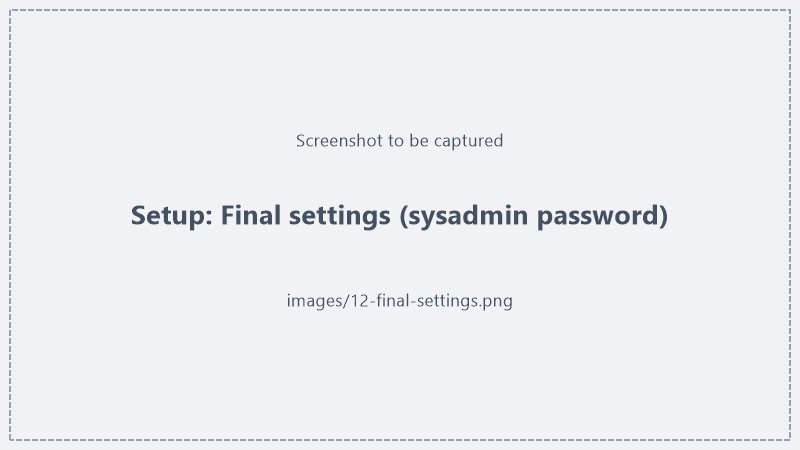 Screenshot to be captured
Setup: Final settings (sysadmin password)
images/12-final-settings.png